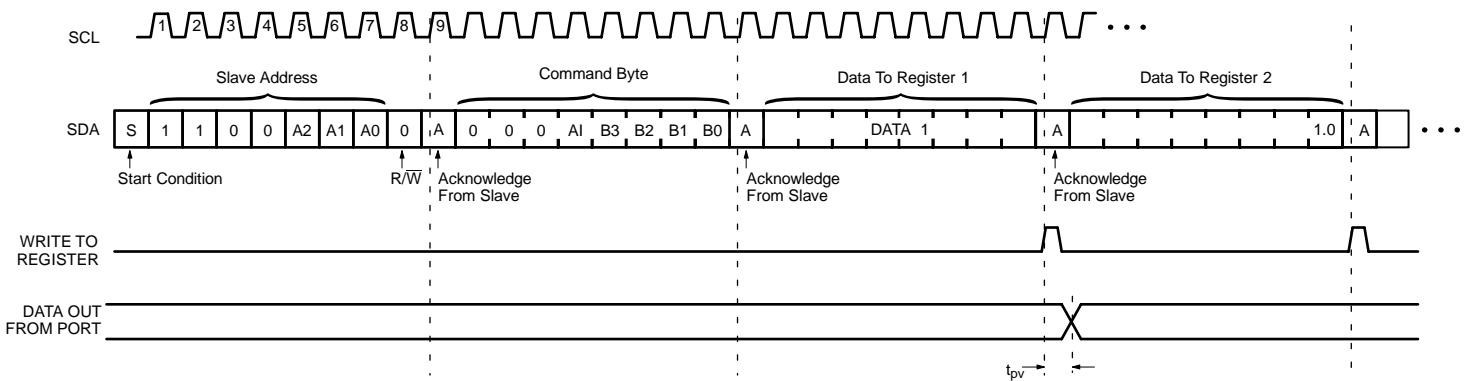 SCL 1 2 3 4 5 6 7 8 9 • • •
Slave Address Command Byte Data To Register 1 Data To Register 2
SDA S 1 1 0 0 A2 A1 A0 0 A 0 0 0 AI B3 B2 B1 B0 A DATA 1 A 1.0 A • • •
Start Condition R/W Acknowledge From Slave Acknowledge From Slave Acknowledge From Slave
WRITE TO
REGISTER
DATA OUT
FROM PORT
tpv